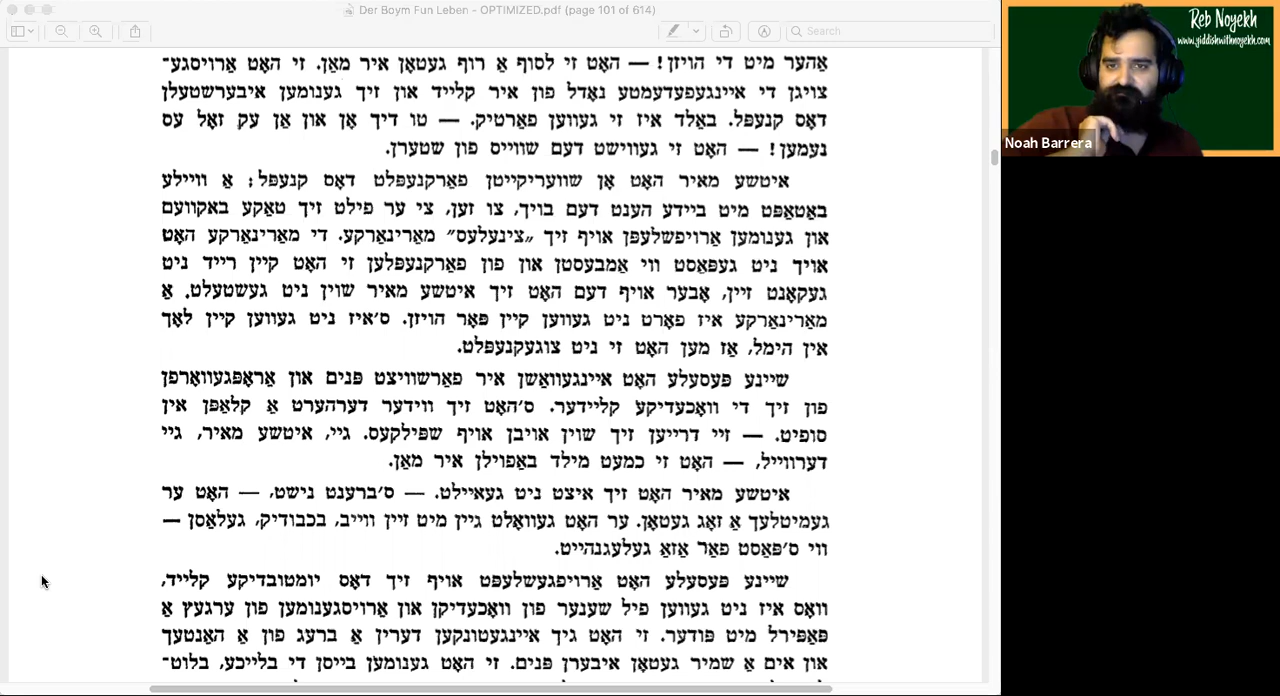 Der Boym Fun Leben - OPTIMIZED.pdf (page 101 of 614)
Search
אַהער מיט די הויזן! — האָט זי לסוף אַ רוף געטאָן איר מאַן. זי האָט אַרויסגע־
צויגן די איינגעפעדעמטע נאָדל פון איר קלייד און זיך גענומען איבערשטעלן
דאָס קנעפּל. באַלד איז זי געווען פאַרטיק. — טו דיך אָן און אַן עק זאָל עס
נעמען! — האָט זי געווישט דעם שווייס פון שטערן.
איטשע מאיר האָט אָן שוועריקייטן פאַרקנעפּלט דאָס קנעפּל; אַ וויילע
באַטאַפּט מיט ביידע הענט דעם בויך, צו זען, צי ער פילט זיך טאַקע באַקוועם
און גענומען אַרויפשלעפּן אויף זיך „צינעלעס״ מאַרינאַרקע. די מאַרינאַרקע האָט
אויך ניט געפּאַסט ווי אַמבעסטן און פון פאַרקנעפּלען זי האָט קיין רייד ניט
געקאָנט זיין, אָבער אויף דעם האָט זיך איטשע מאיר שוין ניט געשטעלט. אַ
מאַרינאַרקע איז פאָרט ניט געווען קיין פּאָר הויזן. ס׳איז ניט געווען קיין לאָך
אין הימל, אַז מען האָט זי ניט צוגעקנעפּלט.
שיינע פּעסעלע האָט איינגעוואַשן איר פאַרשוויצט פּנים און אַראָפּגעוואָרפן
פון זיך די וואָכעדיקע קליידער. ס׳האָט זיך ווידער דערהערט אַ קלאַפּן אין
סופיט. — זיי דרייען זיך שוין אויבן אויף שפּילקעס. גיי, איטשע מאיר, גיי
דערווייל, — האָט זי כמעט מילד באַפוילן איר מאַן.
איטשע מאיר האָט זיך איצט ניט געאיילט. — ס׳ברענט נישט, — האָט ער
געמיטלעך אַ זאָג געטאָן. ער האָט געוואָלט גיין מיט זיין ווייב, בכבודיק, געלאַסן —
ווי ס׳פּאַסט פאַר אַזאַ געלעגנהייט.
שיינע פּעסעלע האָט אַרויפגעשלעפּט אויף זיך דאָס יומטובדיקע קלייד,
וואָס איז ניט געווען פיל שענער פון וואָכעדיקן און אַרויסגענומען פון ערגעץ אַ
פּאַפּירל מיט פּודער. זי האָט גיך איינגעטונקען דערין אַ ברעג פון אַ האַנטעך
און אים אַ שמיר געטאָן איבערן פּנים. זי האָט גענומען בייסן די בלייכע, בלוט־
Reb Noyekh
www.yiddishwithnoyekh.com
Noah Barrera